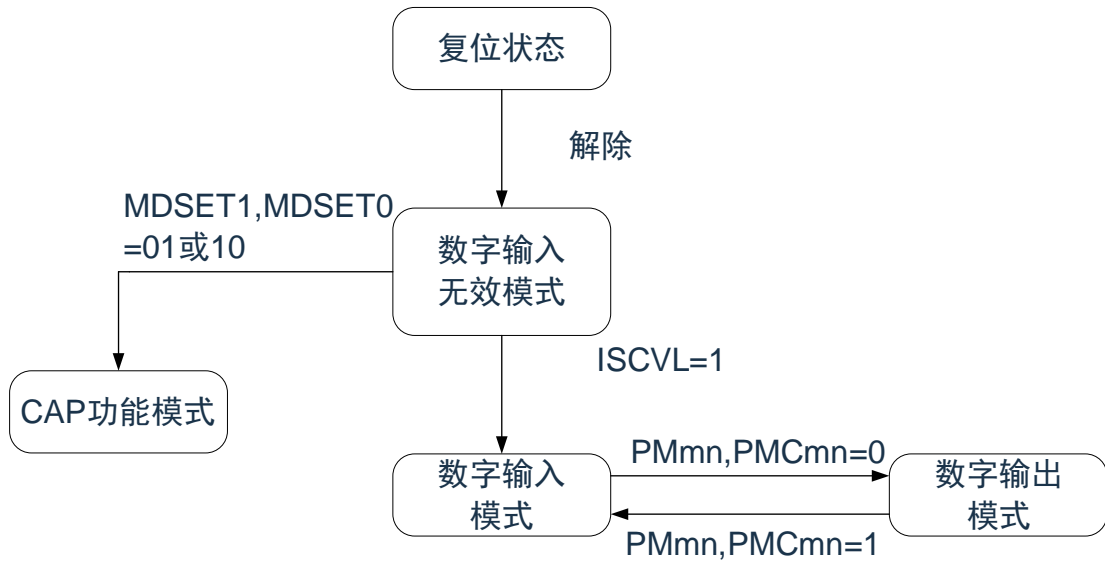 复位状态
解除
MDSET1,MDSET0
=01或10
数字输入
无效模式
ISCVL=1
CAP功能模式
数字输入
模式
PMmn,PMCmn=0
PMmn,PMCmn=1
数字输出
模式